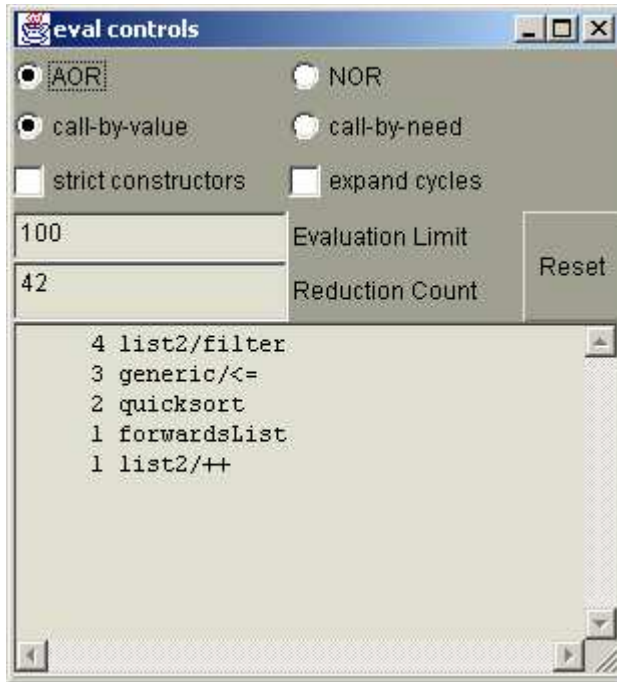 eval controls
AOR NOR
call-by-value call-by-need
strict constructors expand cycles
100 Evaluation Limit
Reset
42 Reduction Count
4 list2/filter
3 generic/<=
2 quicksort
1 forwardsList
1 list2/++